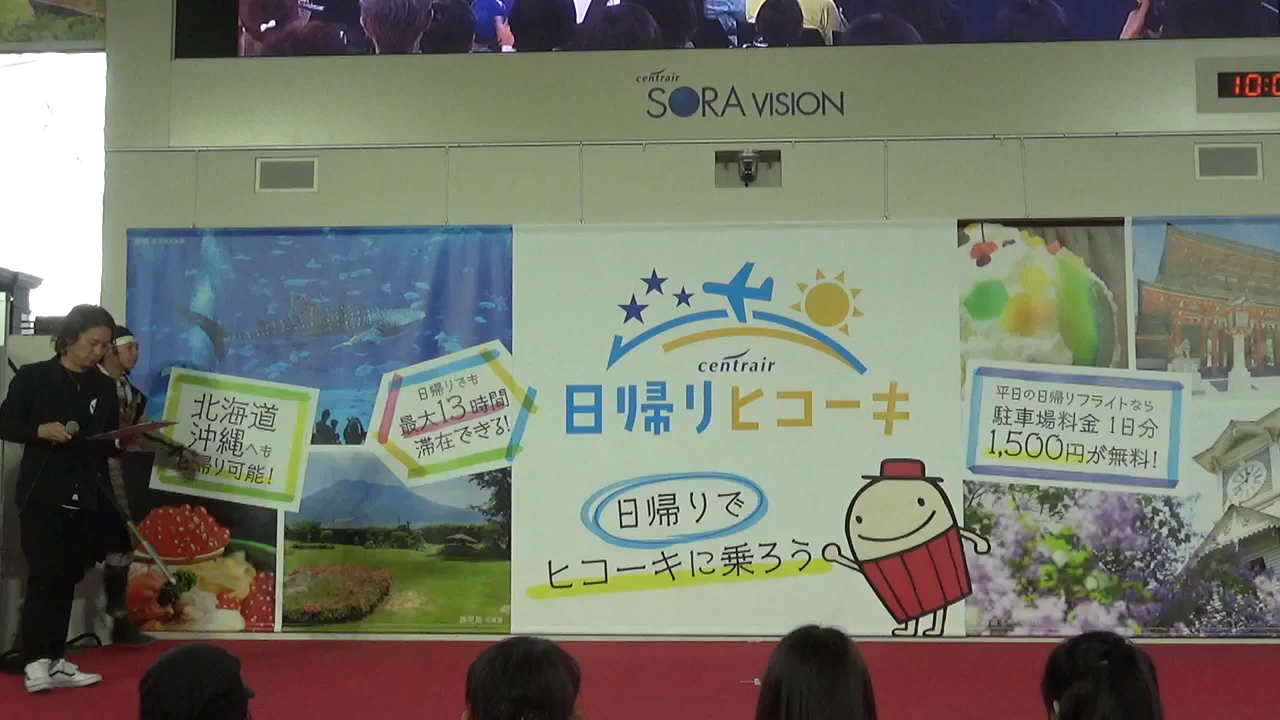 centrair
SORA VISION
10:0
北海道
沖縄へも
日帰り可能!
日帰りでも
最大13時間
滞在できる!
centrair
日帰りヒコーキ
日帰りで
ヒコーキに乗ろう
平日の日帰りフライトなら
駐車場料金 1日分
1,500円が無料!